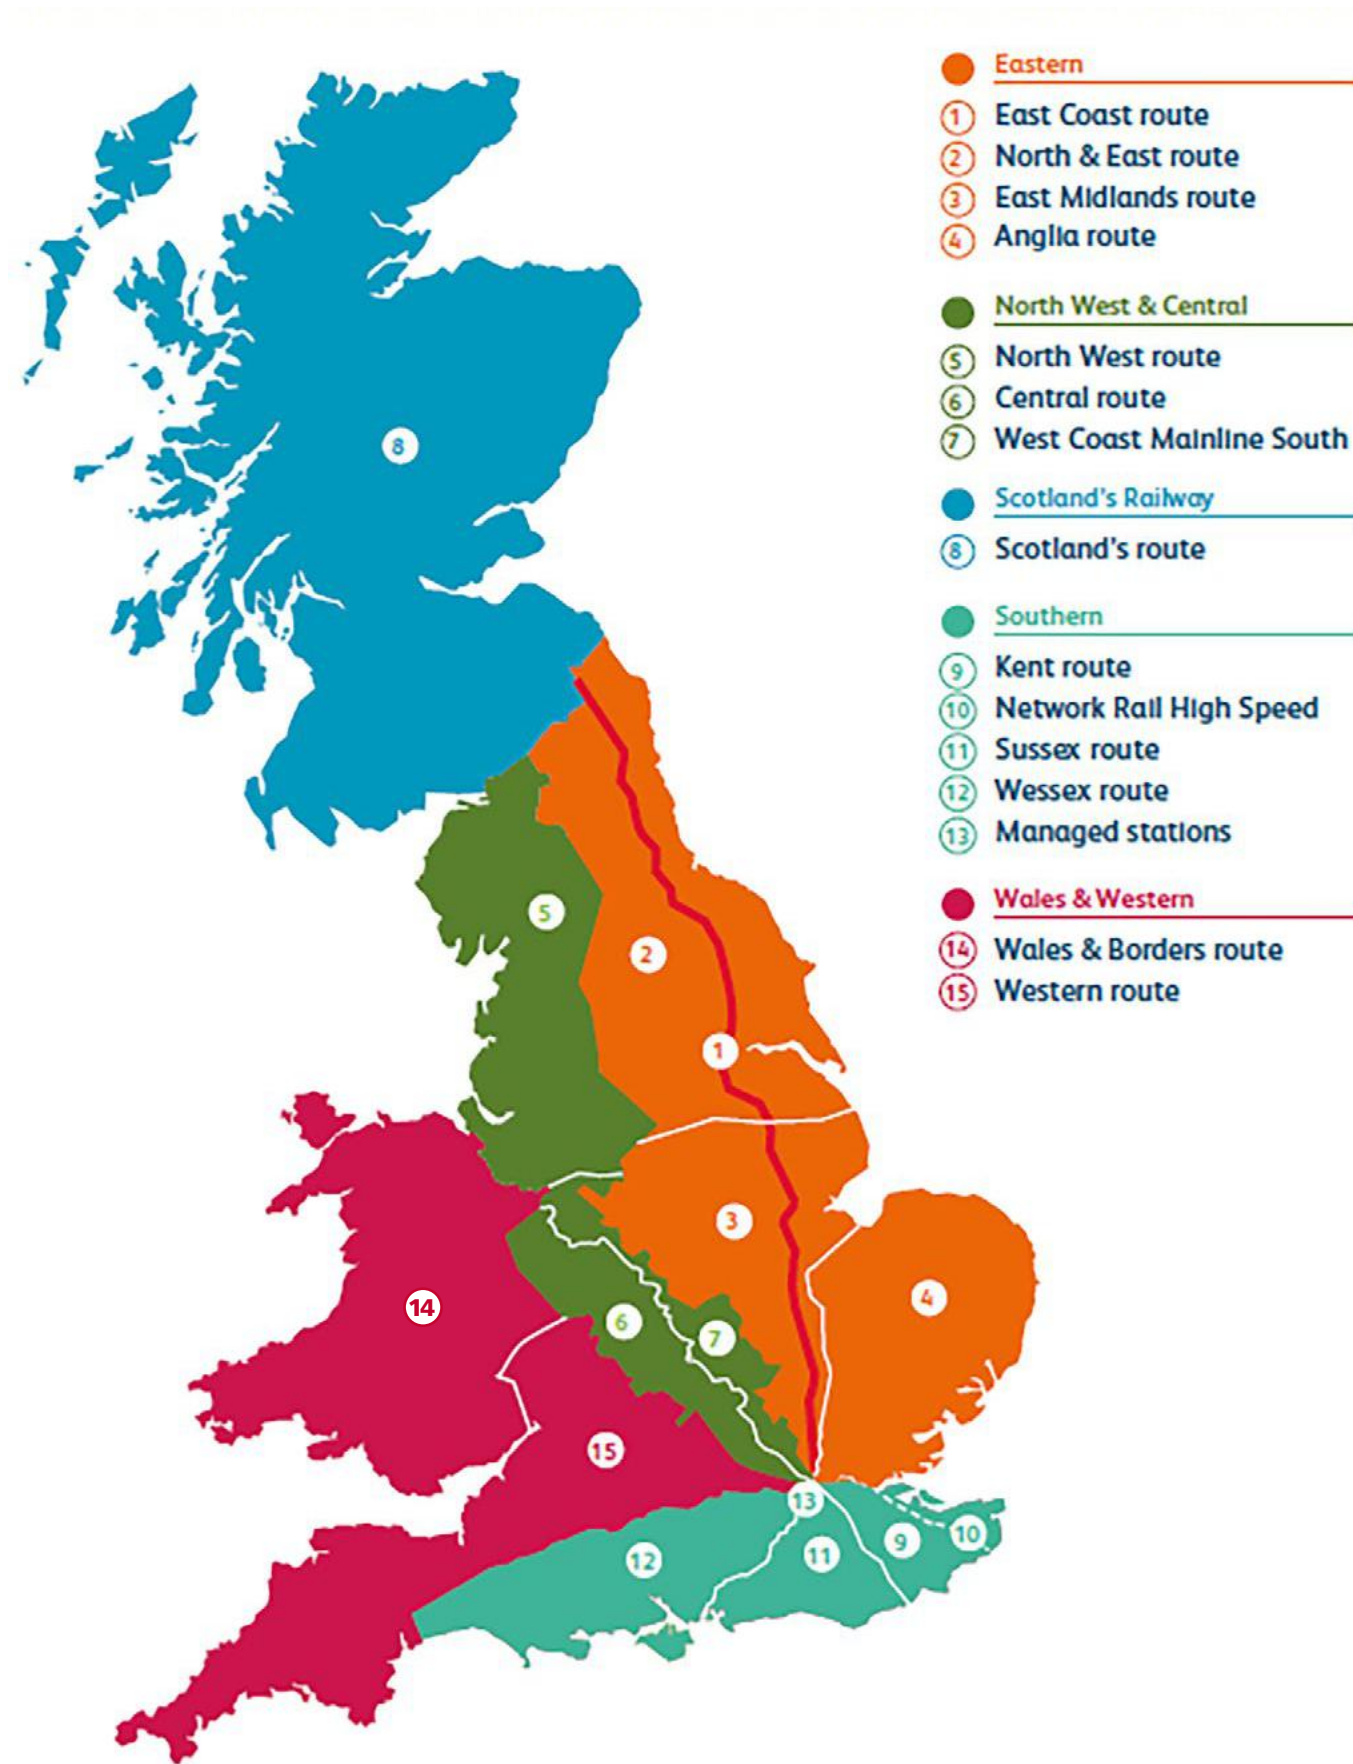 Eastern
1 East Coast route
2 North & East route
3 East Midlands route
4 Anglia route
North West & Central
5 North West route
6 Central route
7 West Coast Mainline South
Scotland's Railway
8 Scotland's route
Southern
9 Kent route
10 Network Rail High Speed
11 Sussex route
12 Wessex route
13 Managed stations
Wales & Western
14 Wales & Borders route
15 Western route
8
5
2
1
3
4
14
6
7
15
13
12
11
9
10